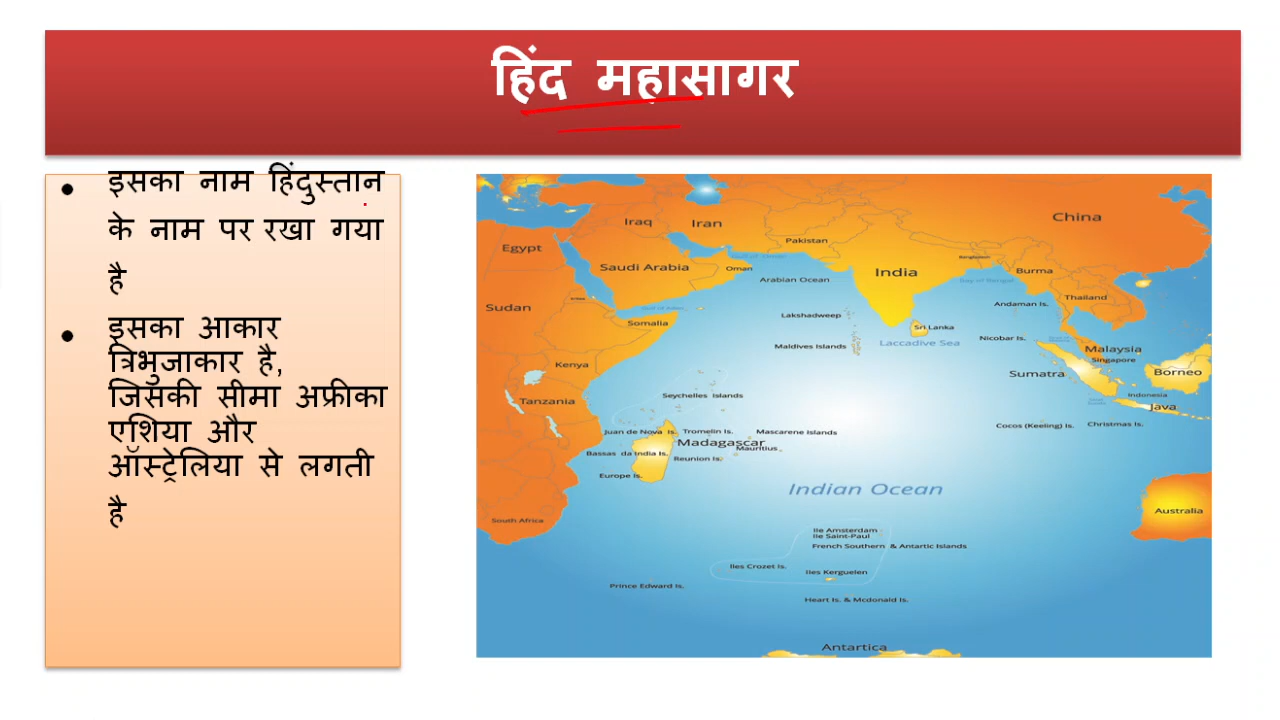 हिंद महासागर
इसका नाम हिंदुस्तान
के नाम पर रखा गया
है
इसका आकार
त्रिभुजाकार है,
जिसकी सीमा अफ्रीका
एशिया और
ऑस्ट्रेलिया से लगती
है
China
Iraq
Iran
Pakistan
Egypt
Saudi Arabia
Oman
Arabian Ocean
India
Burma
Thailand
Sudan
Somalia
Lakshadweep
Andaman Is.
Sri Lanka
Laccadive Sea
Nicobar Is.
Maldives Islands
Malaysia
Singapore
Kenya
Sumatra
Borneo
Tanzania
Seychelles Islands
Indonesia
Java
Juan de Nova Is.
Tromelin Is.
Mascarene Islands
Cocos (Keeling) Is.
Christmas Is.
Madagascar
Mauritius
Bassas da India Is.
Reunion Is.
Europe Is.
Indian Ocean
South Africa
Australia
Ile Amsterdam
Ile Saint-Paul
French Southern & Antartic Islands
Iles Crozet Is.
Iles Kerguelen
Prince Edward Is.
Heart Is. & Mcdonald Is.
Antartica